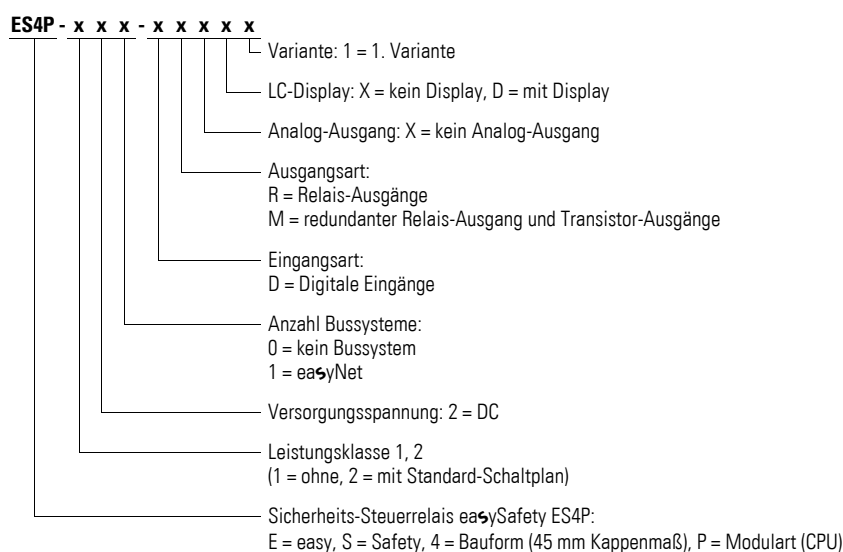 ES4P - x x x - x x x x x
Variante: 1 = 1. Variante
LC-Display: X = kein Display, D = mit Display
Analog-Ausgang: X = kein Analog-Ausgang
Ausgangsart:
R = Relais-Ausgänge
M = redundanter Relais-Ausgang und Transistor-Ausgänge
Eingangsart:
D = Digitale Eingänge
Anzahl Bussysteme:
0 = kein Bussystem
1 = easyNet
Versorgungsspannung: 2 = DC
Leistungsklasse 1, 2
(1 = ohne, 2 = mit Standard-Schaltplan)
Sicherheits-Steuerrelais easySafety ES4P:
E = easy, S = Safety, 4 = Bauform (45 mm Kappenmaß), P = Modulart (CPU)